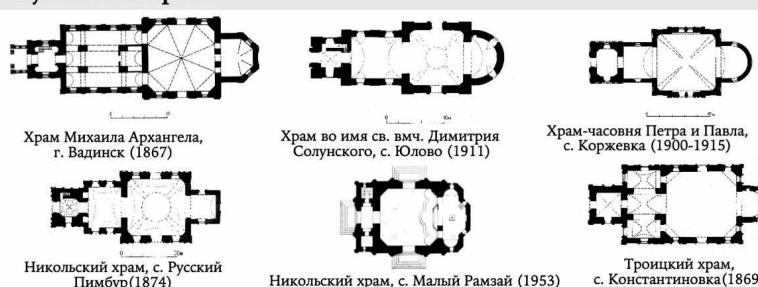 Храм Михаила Архангела,
г. Вадинск (1867)
Храм во имя св. вмч. Димитрия
Солунского, с. Юлово (1911)
Храм-часовня Петра и Павла,
с. Коржевка (1900-1915)
Никольский храм, с. Русский
Пимбур(1874)
Никольский храм, с. Малый Рамзай (1953)
Троицкий храм,
с. Константиновка(1869